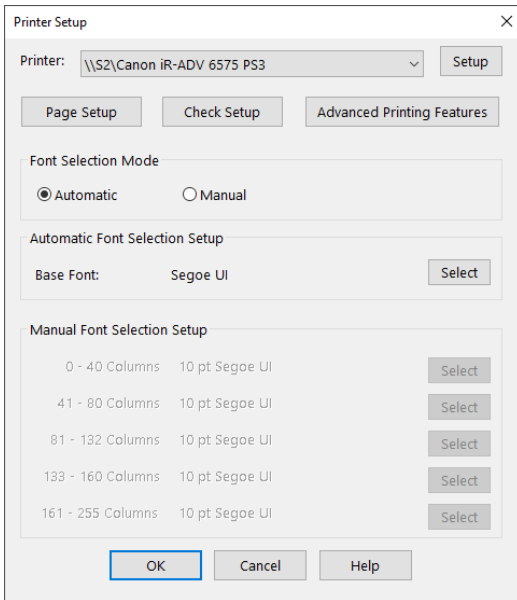 Printer Setup
Printer: \\S2\Canon iR-ADV 6575 PS3 Setup
Page Setup Check Setup Advanced Printing Features
Font Selection Mode
Automatic Manual
Automatic Font Selection Setup
Base Font: Segoe UI Select
Manual Font Selection Setup
0 - 40 Columns 10 pt Segoe UI Select
41 - 80 Columns 10 pt Segoe UI Select
81 - 132 Columns 10 pt Segoe UI Select
133 - 160 Columns 10 pt Segoe UI Select
161 - 255 Columns 10 pt Segoe UI Select
OK Cancel Help